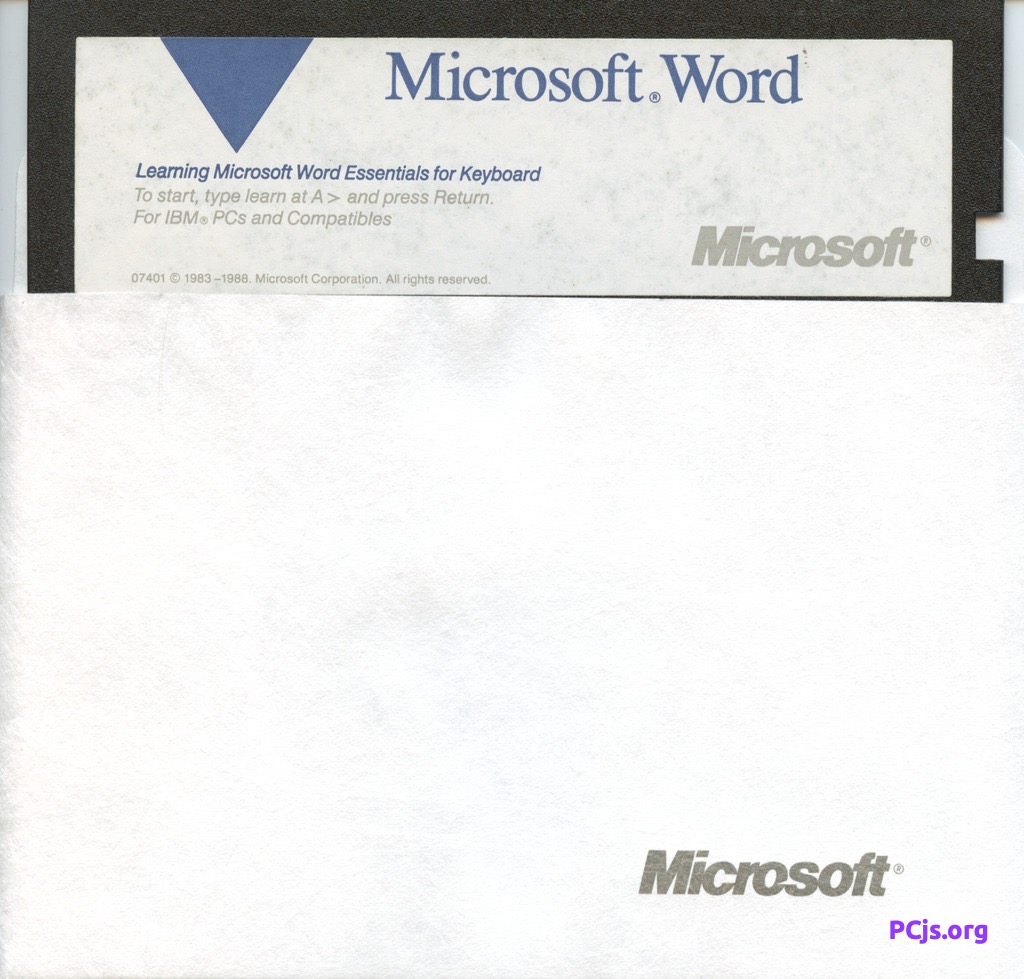 Microsoft® Word
Learning Microsoft Word Essentials for Keyboard
To start, type learn at A > and press Return.
For IBM® PCs and Compatibles
Microsoft®
07401 © 1983–1988. Microsoft Corporation. All rights reserved.
Microsoft®
PCjs.org